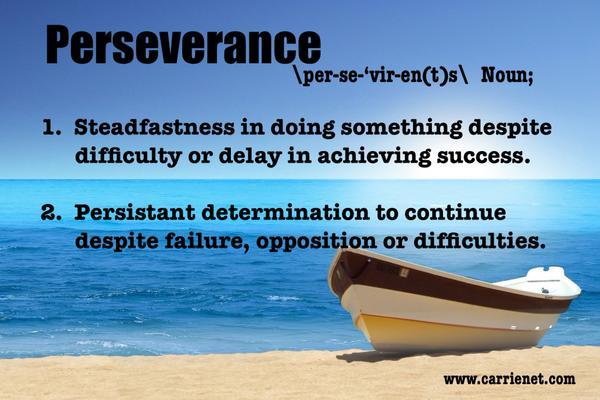 Perseverance
\per-se-‘vir-en(t)s\ Noun;
1. Steadfastness in doing something despite
difficulty or delay in achieving success.
2. Persistant determination to continue
despite failure, opposition or difficulties.
www.carrienet.com